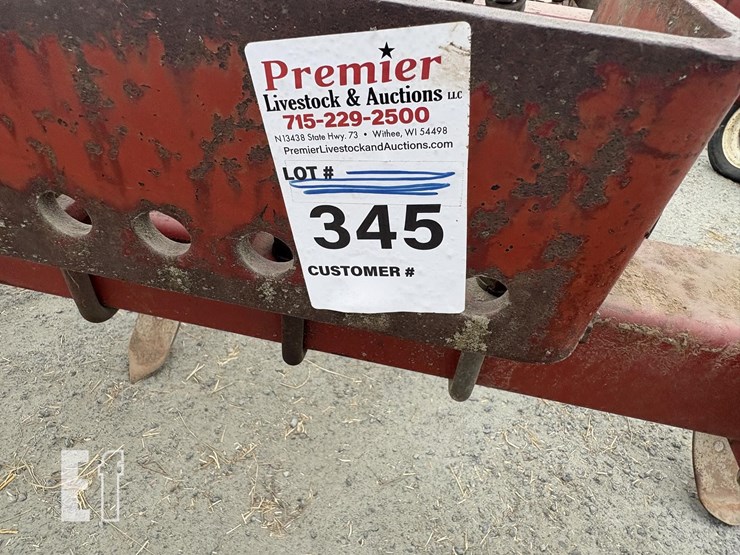 Premier
Livestock & Auctions LLC
715-229-2500
N13438 State Hwy. 73 • Withee, WI 54498
PremierLivestockandAuctions.com
LOT #
345
CUSTOMER #